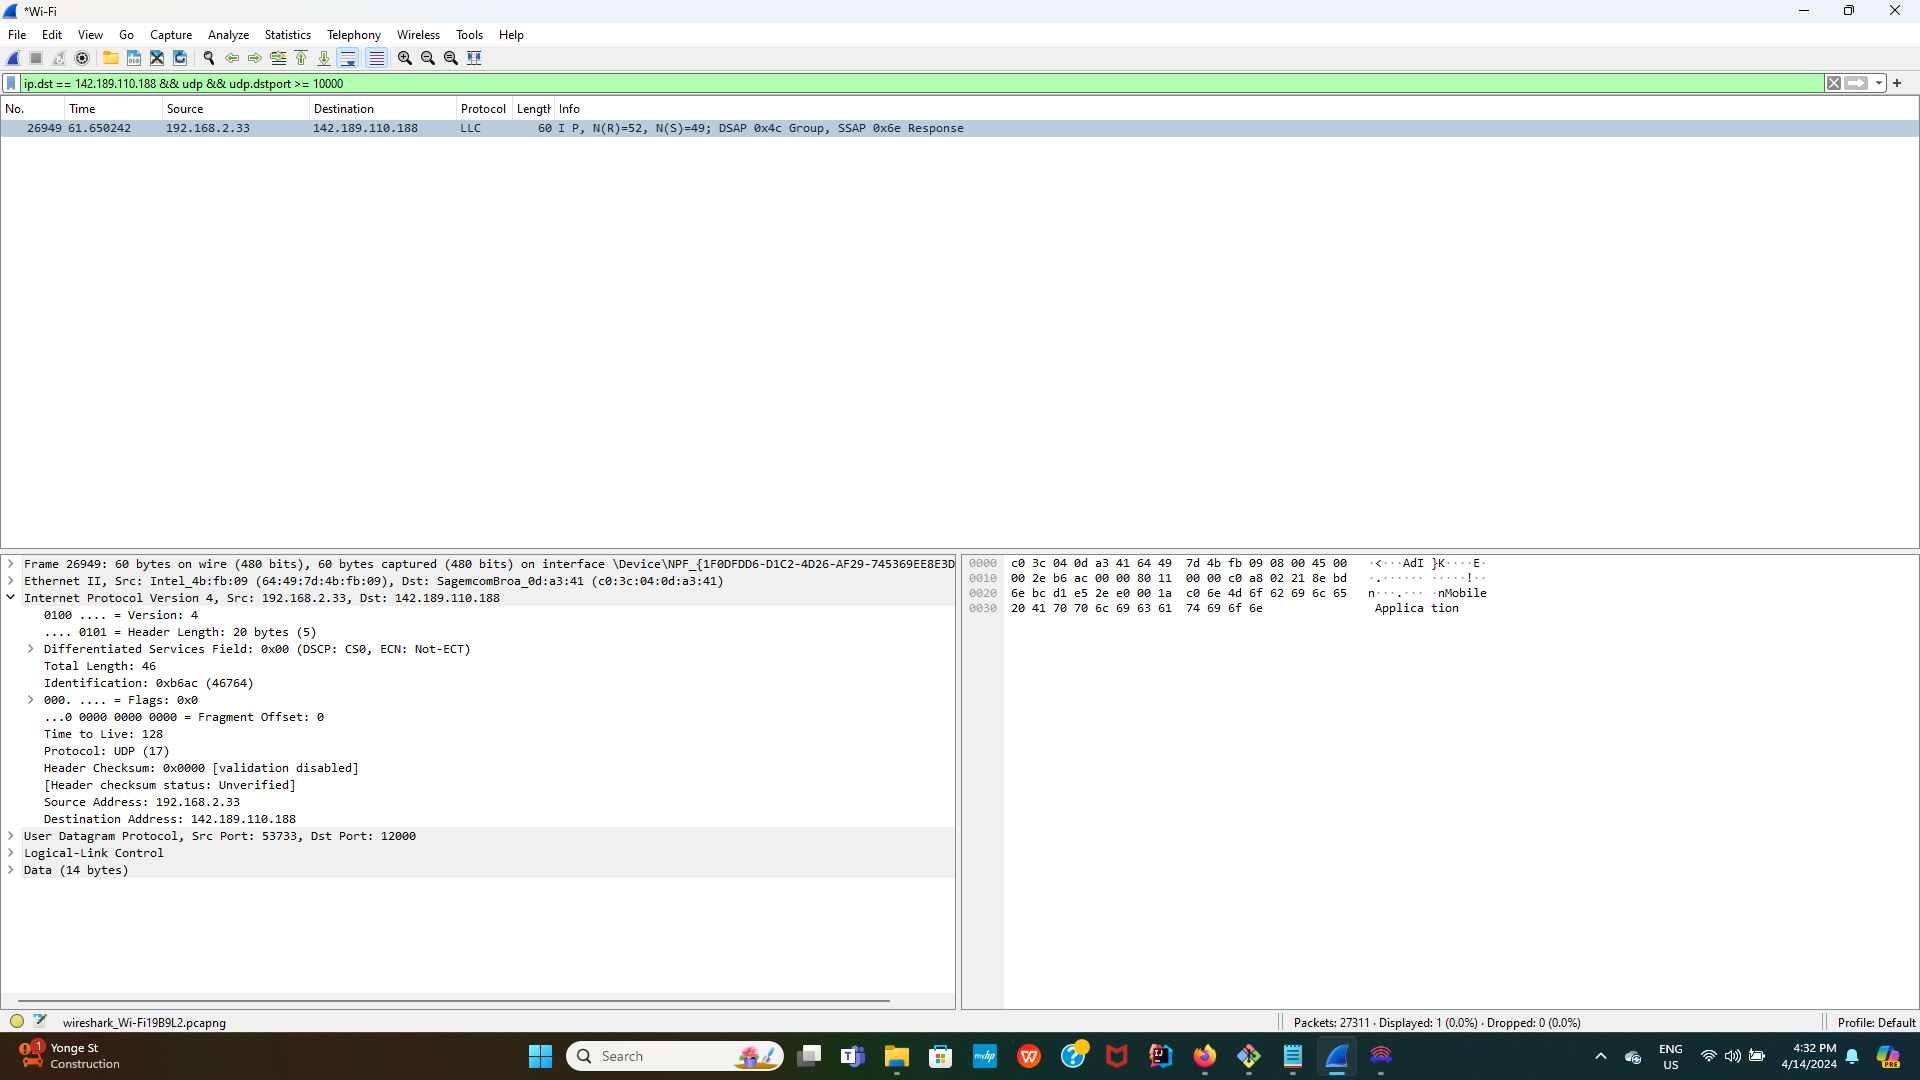 *Wi-Fi
File Edit View Go Capture Analyze Statistics Telephony Wireless Tools Help
ip.dst == 142.189.110.188 && udp && udp.dstport >= 10000
No. Time Source Destination Protocol Length Info
26949 61.650242 192.168.2.33 142.189.110.188 LLC 60 I P, N(R)=52, N(S)=49; DSAP 0x4c Group, SSAP 0x6e Response
Frame 26949: 60 bytes on wire (480 bits), 60 bytes captured (480 bits) on interface \Device\NPF_{1F0DFDD6-D1C2-4D26-AF29-745369EE8E3D
Ethernet II, Src: Intel_4b:fb:09 (64:49:7d:4b:fb:09), Dst: SagemcomBroa_0d:a3:41 (c0:3c:04:0d:a3:41)
Internet Protocol Version 4, Src: 192.168.2.33, Dst: 142.189.110.188
0100 .... = Version: 4
.... 0101 = Header Length: 20 bytes (5)
Differentiated Services Field: 0x00 (DSCP: CS0, ECN: Not-ECT)
Total Length: 46
Identification: 0xb6ac (46764)
000. .... = Flags: 0x0
...0 0000 0000 0000 = Fragment Offset: 0
Time to Live: 128
Protocol: UDP (17)
Header Checksum: 0x0000 [validation disabled]
[Header checksum status: Unverified]
Source Address: 192.168.2.33
Destination Address: 142.189.110.188
User Datagram Protocol, Src Port: 53733, Dst Port: 12000
Logical-Link Control
Data (14 bytes)
0000 c0 3c 04 0d a3 41 64 49 7d 4b fb 09 08 00 45 00 ·<···AdI }K····E·
0010 00 2e b6 ac 00 00 80 11 00 00 c0 a8 02 21 8e bd ·.······ ·····!··
0020 6e bc d1 e5 2e e0 00 1a c0 6e 4d 6f 62 69 6c 65 n···.··· ·nMobile
0030 20 41 70 70 6c 69 63 61 74 69 6f 6e Applica tion
wireshark_Wi-Fi19B9L2.pcapng
Packets: 27311 · Displayed: 1 (0.0%) · Dropped: 0 (0.0%)
Profile: Default
1
Yonge St
Construction
Search
myhp
ENG
US
4:32 PM
4/14/2024
PRE